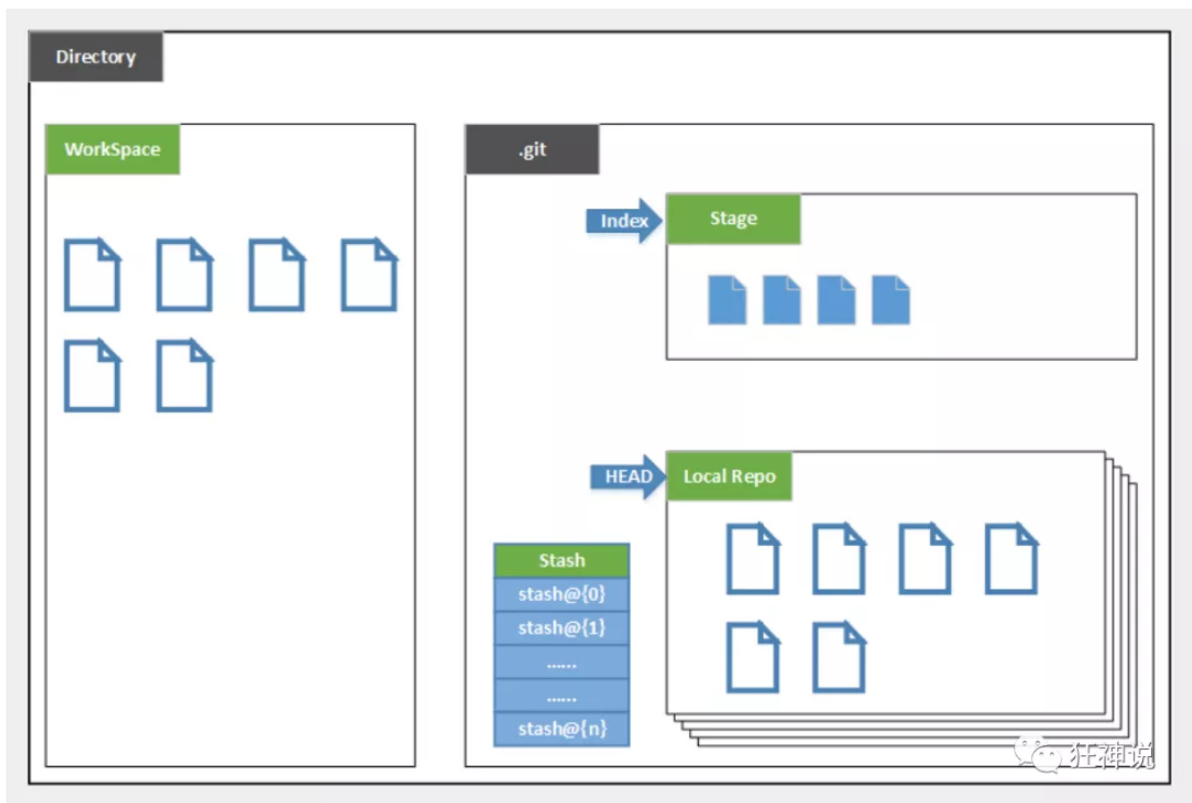 Directory
WorkSpace
.git
Index
Stage
HEAD
Local Repo
Stash
stash@{0}
stash@{1}
......
......
stash@{n}
狂神说